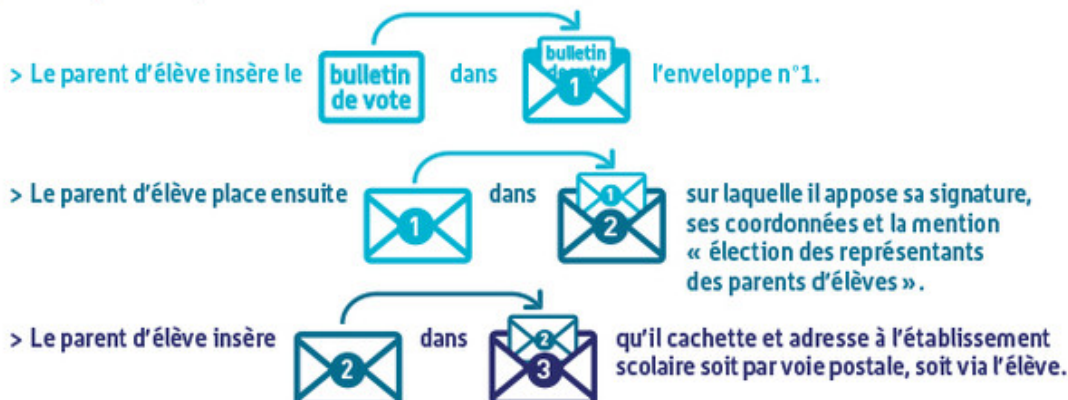 > Le parent d'élève insère le bulletin de vote dans bulletin de vote 1 l'enveloppe n°1.
> Le parent d'élève place ensuite 1 dans 1 2 sur laquelle il appose sa signature,
ses coordonnées et la mention
« élection des représentants
des parents d'élèves ».
> Le parent d'élève insère 2 dans 2 3 qu'il cachette et adresse à l'établissement
scolaire soit par voie postale, soit via l'élève.